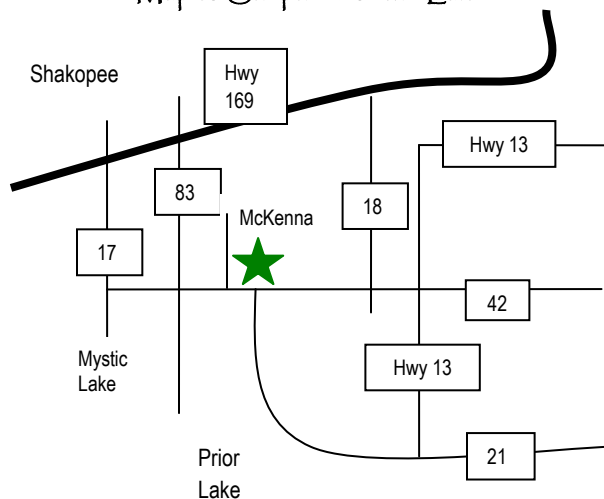 Shakopee
Hwy
169
Hwy 13
83
18
McKenna
17
42
Mystic
Lake
Hwy 13
Prior
Lake
21